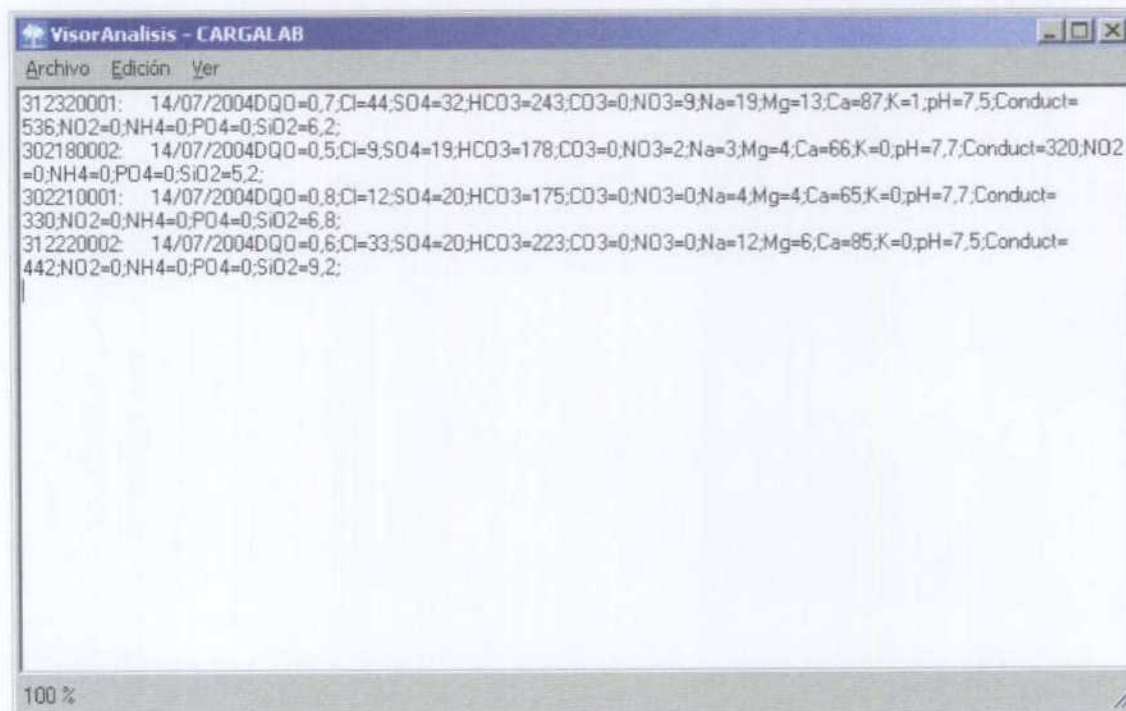 VisorAnalisis - CARGALAB
Archivo Edición Ver
312320001: 14/07/2004DQO=0,7;Cl=44;SO4=32;HCO3=243;CO3=0;NO3=9;Na=19;Mg=13;Ca=87;K=1;pH=7,5;Conduct=
536;NO2=0;NH4=0;PO4=0;SiO2=6,2;
302180002: 14/07/2004DQO=0,5;Cl=9;SO4=19;HCO3=178;CO3=0;NO3=2;Na=3;Mg=4;Ca=66;K=0;pH=7,7;Conduct=320;NO2
=0;NH4=0;PO4=0;SiO2=5,2;
302210001: 14/07/2004DQO=0,8;Cl=12;SO4=20;HCO3=175;CO3=0;NO3=0;Na=4;Mg=4;Ca=65;K=0;pH=7,7;Conduct=
330;NO2=0;NH4=0;PO4=0;SiO2=6,8;
312220002: 14/07/2004DQO=0,6;Cl=33;SO4=20;HCO3=223;CO3=0;NO3=0;Na=12;Mg=6;Ca=85;K=0;pH=7,5;Conduct=
442;NO2=0;NH4=0;PO4=0;SiO2=9,2;
100 %